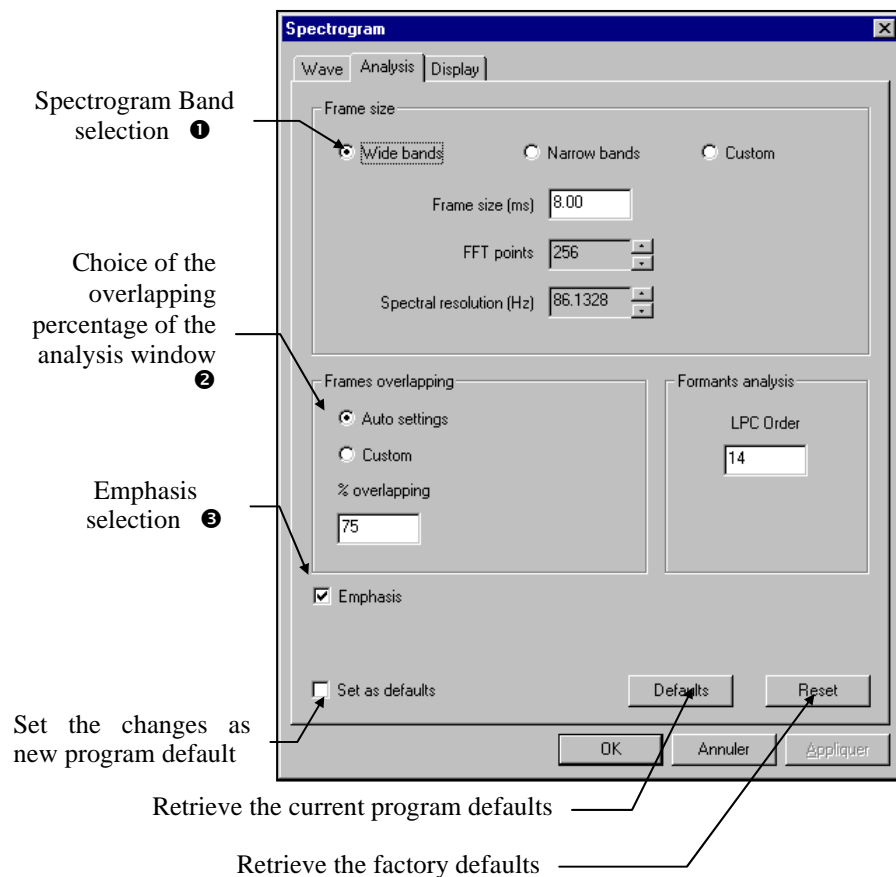 Spectrogram
Wave Analysis Display
Spectrogram Band
selection ❶
Frame size
Wide bands Narrow bands Custom
Frame size (ms) 8.00
FFT points 256
Spectral resolution (Hz) 86.1328
Choice of the
overlapping
percentage of the
analysis window
❷
Frames overlapping
Auto settings
Custom
% overlapping
75
Formants analysis
LPC Order
14
Emphasis
selection ❸
Emphasis
Set as defaults Defaults Reset
Set the changes as
new program default
OK Annuler Appliquer
Retrieve the current program defaults
Retrieve the factory defaults